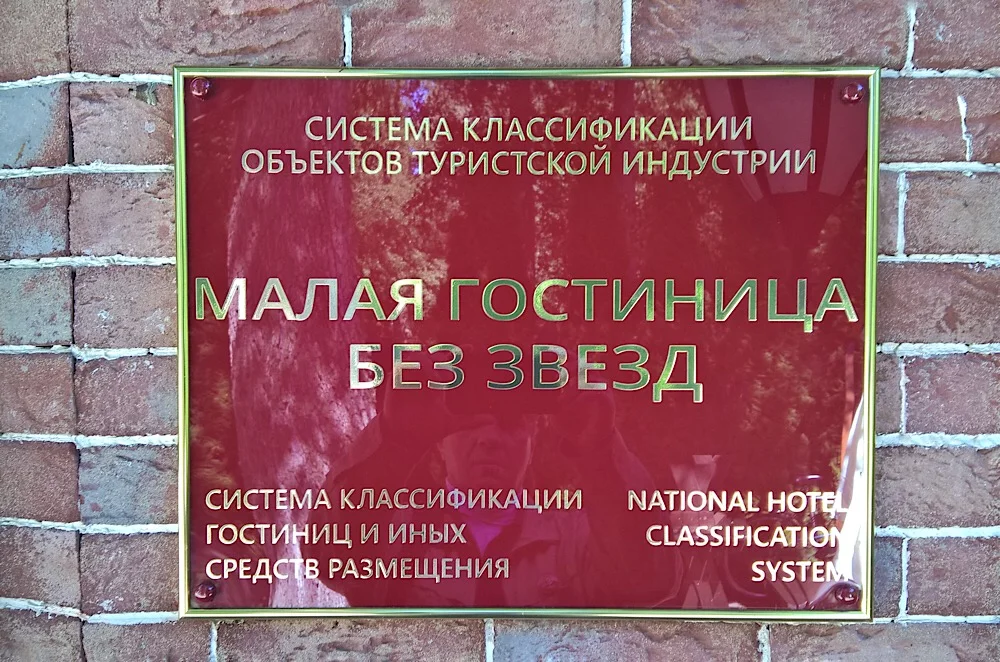 СИСТЕМА КЛАССИФИКАЦИИ
ОБЪЕКТОВ ТУРИСТСКОЙ ИНДУСТРИИ
МАЛАЯ ГОСТИНИЦА
БЕЗ ЗВЕЗД
СИСТЕМА КЛАССИФИКАЦИИ
ГОСТИНИЦ И ИНЫХ
СРЕДСТВ РАЗМЕЩЕНИЯ
NATIONAL HOTEL
CLASSIFICATION
SYSTEM